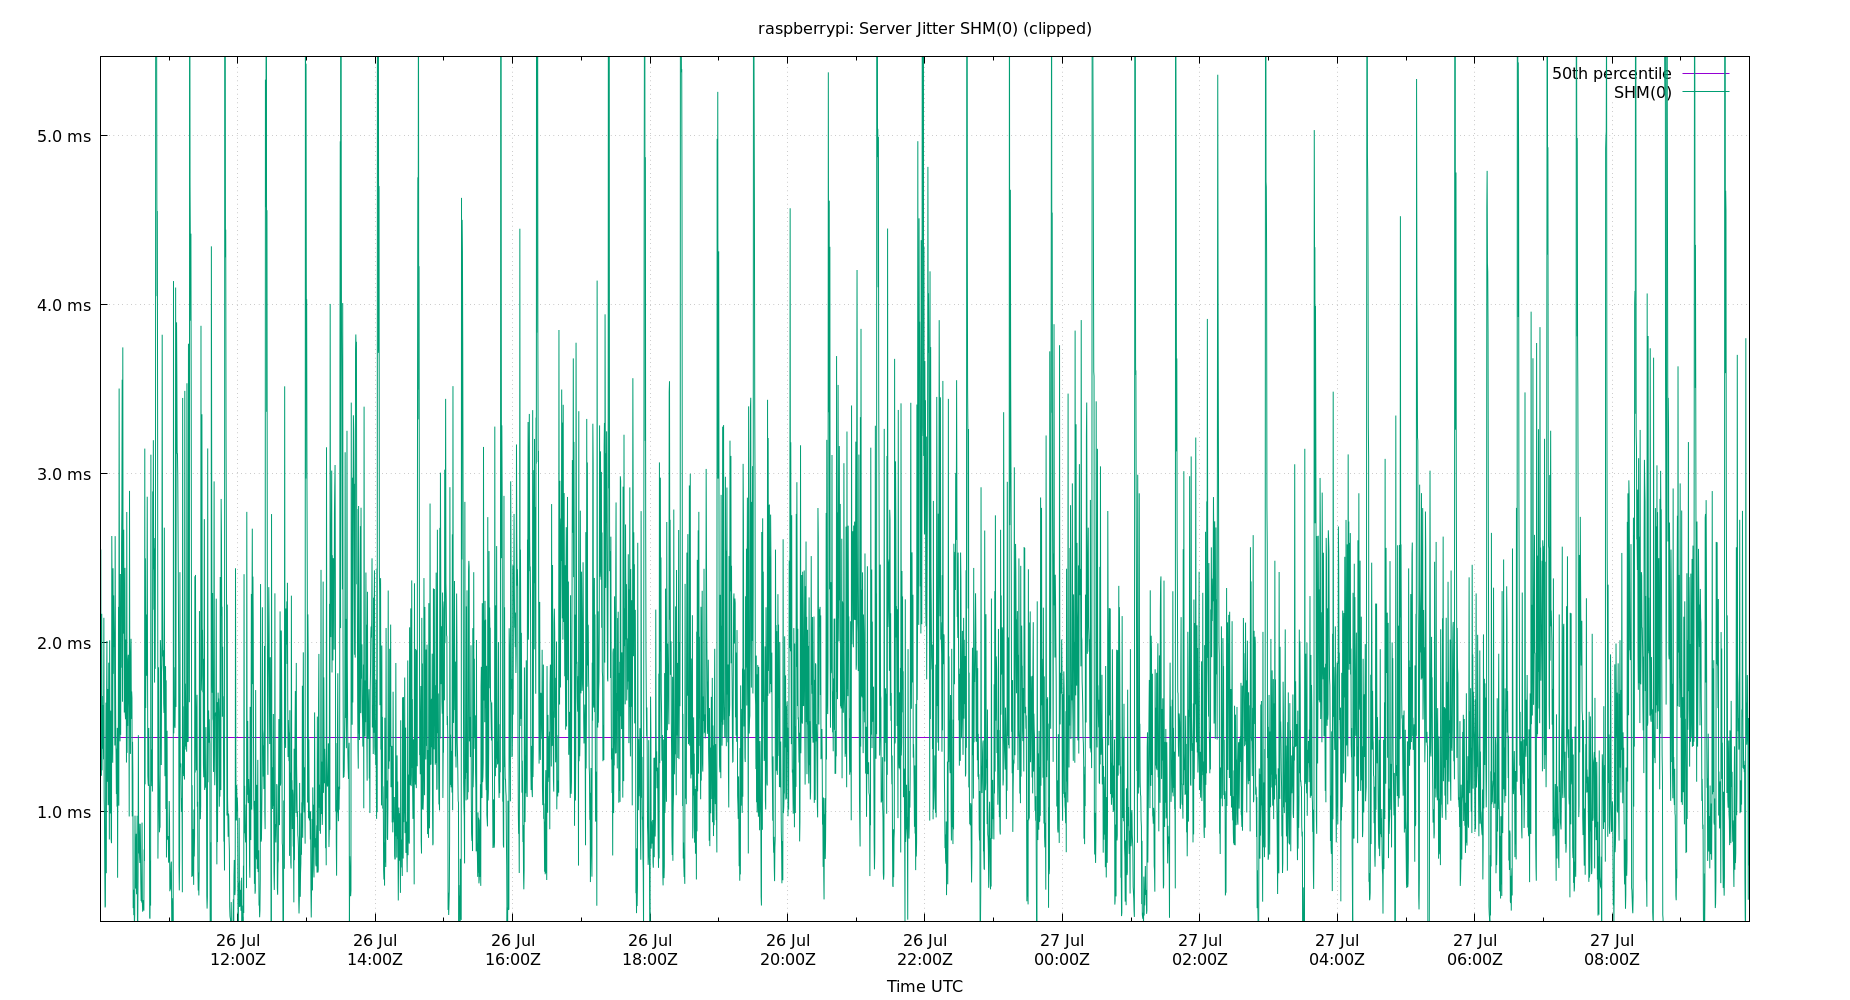 raspberrypi: Server Jitter SHM(0) (clipped)
50th percentile
SHM(0)
5.0 ms
4.0 ms
3.0 ms
2.0 ms
1.0 ms
26 Jul 26 Jul 26 Jul 26 Jul 26 Jul 26 Jul 27 Jul 27 Jul 27 Jul 27 Jul 27 Jul
12:00Z 14:00Z 16:00Z 18:00Z 20:00Z 22:00Z 00:00Z 02:00Z 04:00Z 06:00Z 08:00Z
Time UTC